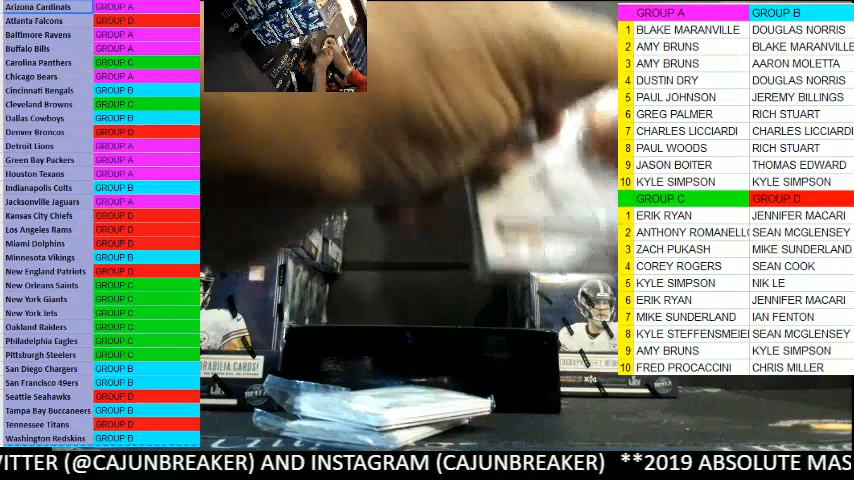 Arizona Cardinals GROUP A
Atlanta Falcons GROUP D
Baltimore Ravens GROUP A
Buffalo Bills GROUP A
Carolina Panthers GROUP C
Chicago Bears GROUP A
Cincinnati Bengals GROUP B
Cleveland Browns GROUP C
Dallas Cowboys GROUP B
Denver Broncos GROUP D
Detroit Lions GROUP A
Green Bay Packers GROUP A
Houston Texans GROUP A
Indianapolis Colts GROUP B
Jacksonville Jaguars GROUP A
Kansas City Chiefs GROUP D
Los Angeles Rams GROUP D
Miami Dolphins GROUP D
Minnesota Vikings GROUP B
New England Patriots GROUP D
New Orleans Saints GROUP C
New York Giants GROUP C
New York Jets GROUP C
Oakland Raiders GROUP C
Philadelphia Eagles GROUP C
Pittsburgh Steelers GROUP C
San Diego Chargers GROUP B
San Francisco 49ers GROUP B
Seattle Seahawks GROUP D
Tampa Bay Buccaneers GROUP B
Tennessee Titans GROUP D
Washington Redskins GROUP B
GROUP A GROUP B
1 BLAKE MARANVILLE DOUGLAS NORRIS
2 AMY BRUNS BLAKE MARANVILLE
3 AMY BRUNS AARON MOLETTA
4 DUSTIN DRY DOUGLAS NORRIS
5 PAUL JOHNSON JEREMY BILLINGS
6 GREG PALMER RICH STUART
7 CHARLES LICCIARDI CHARLES LICCIARDI
8 PAUL WOODS RICH STUART
9 JASON BOITER THOMAS EDWARD
10 KYLE SIMPSON KYLE SIMPSON
GROUP C GROUP D
1 ERIK RYAN JENNIFER MACARI
2 ANTHONY ROMANELL SEAN MCGLENSEY
3 ZACH PUKASH MIKE SUNDERLAND
4 COREY ROGERS SEAN COOK
5 KYLE SIMPSON NIK LE
6 ERIK RYAN JENNIFER MACARI
7 MIKE SUNDERLAND IAN FENTON
8 KYLE STEFFENSMEIE SEAN MCGLENSEY
9 AMY BRUNS KYLE SIMPSON
10 FRED PROCACCINI CHRIS MILLER
ABILIA CARDS!
WITTER (@CAJUNBREAKER) AND INSTAGRAM (CAJUNBREAKER) **2019 ABSOLUTE MAS